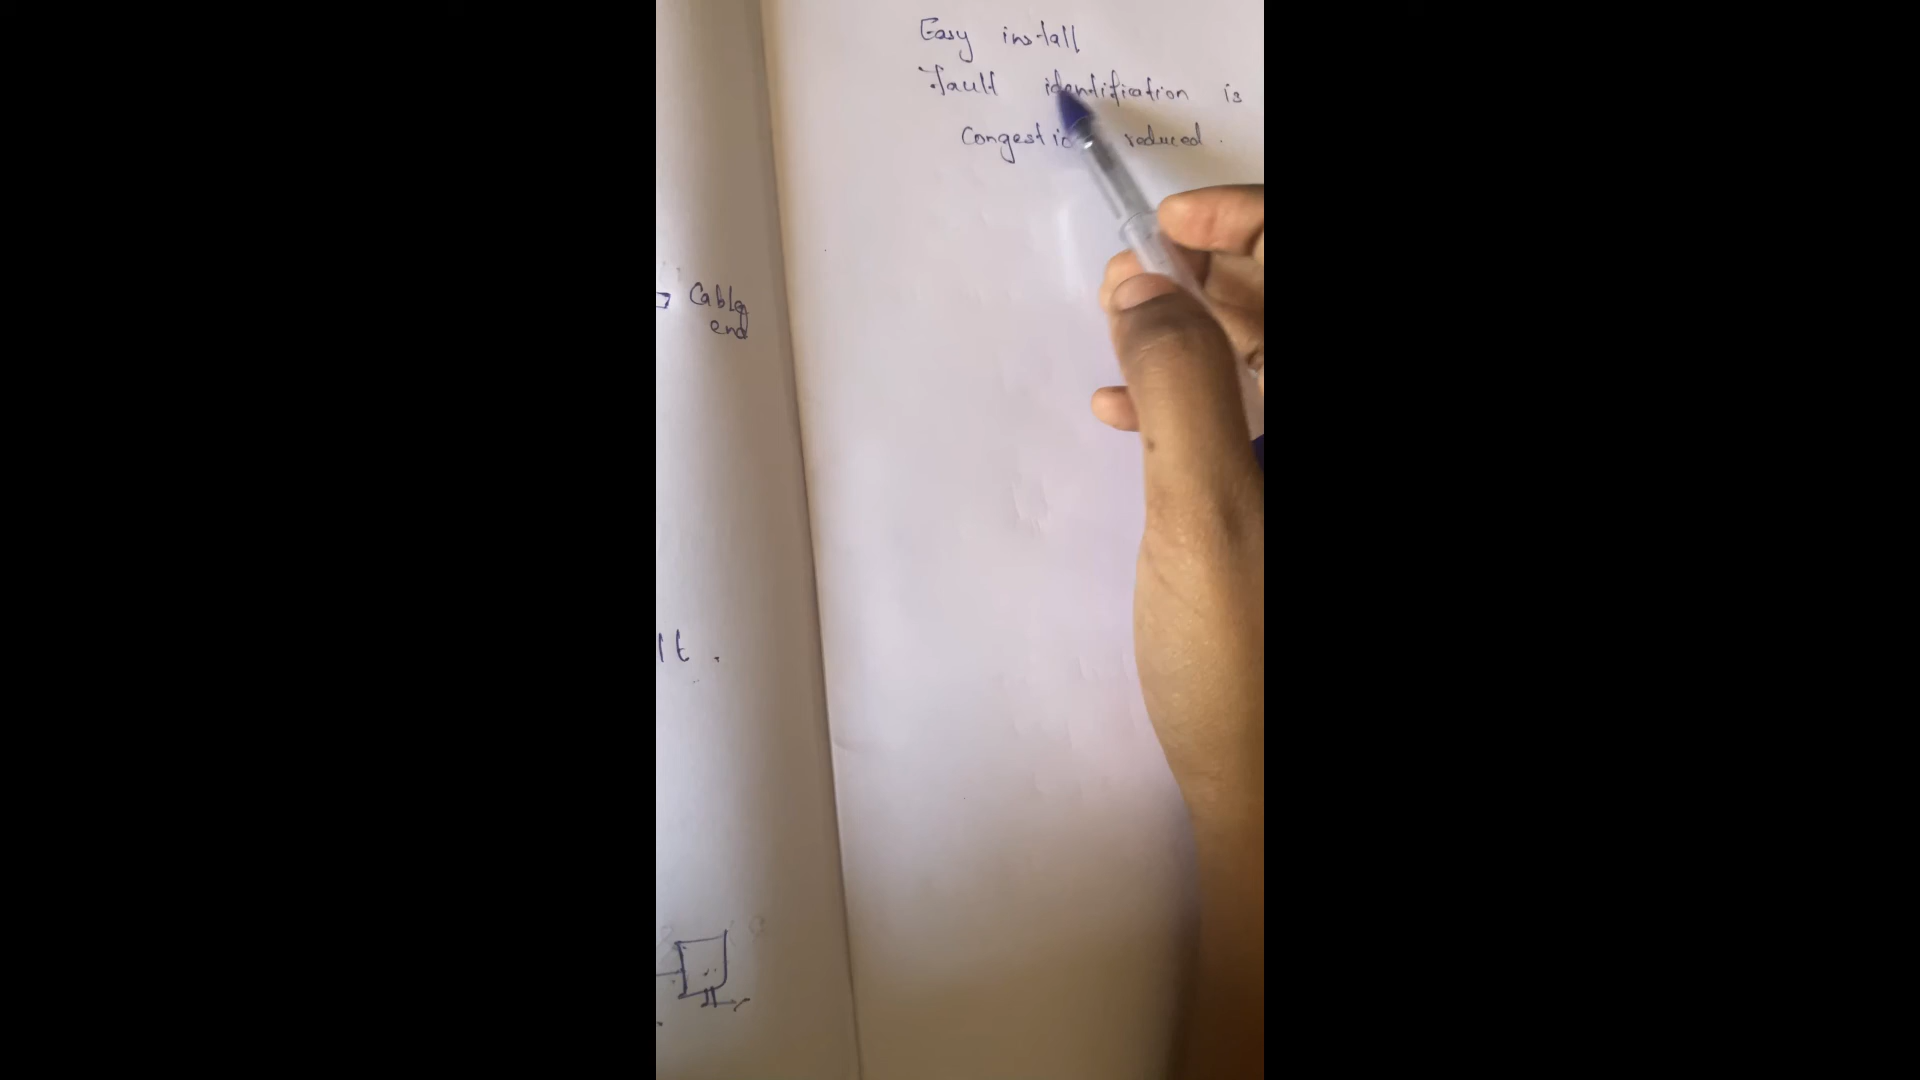 Easy install
Fault identification is
Congestion reduced.
Cable
end
lt.